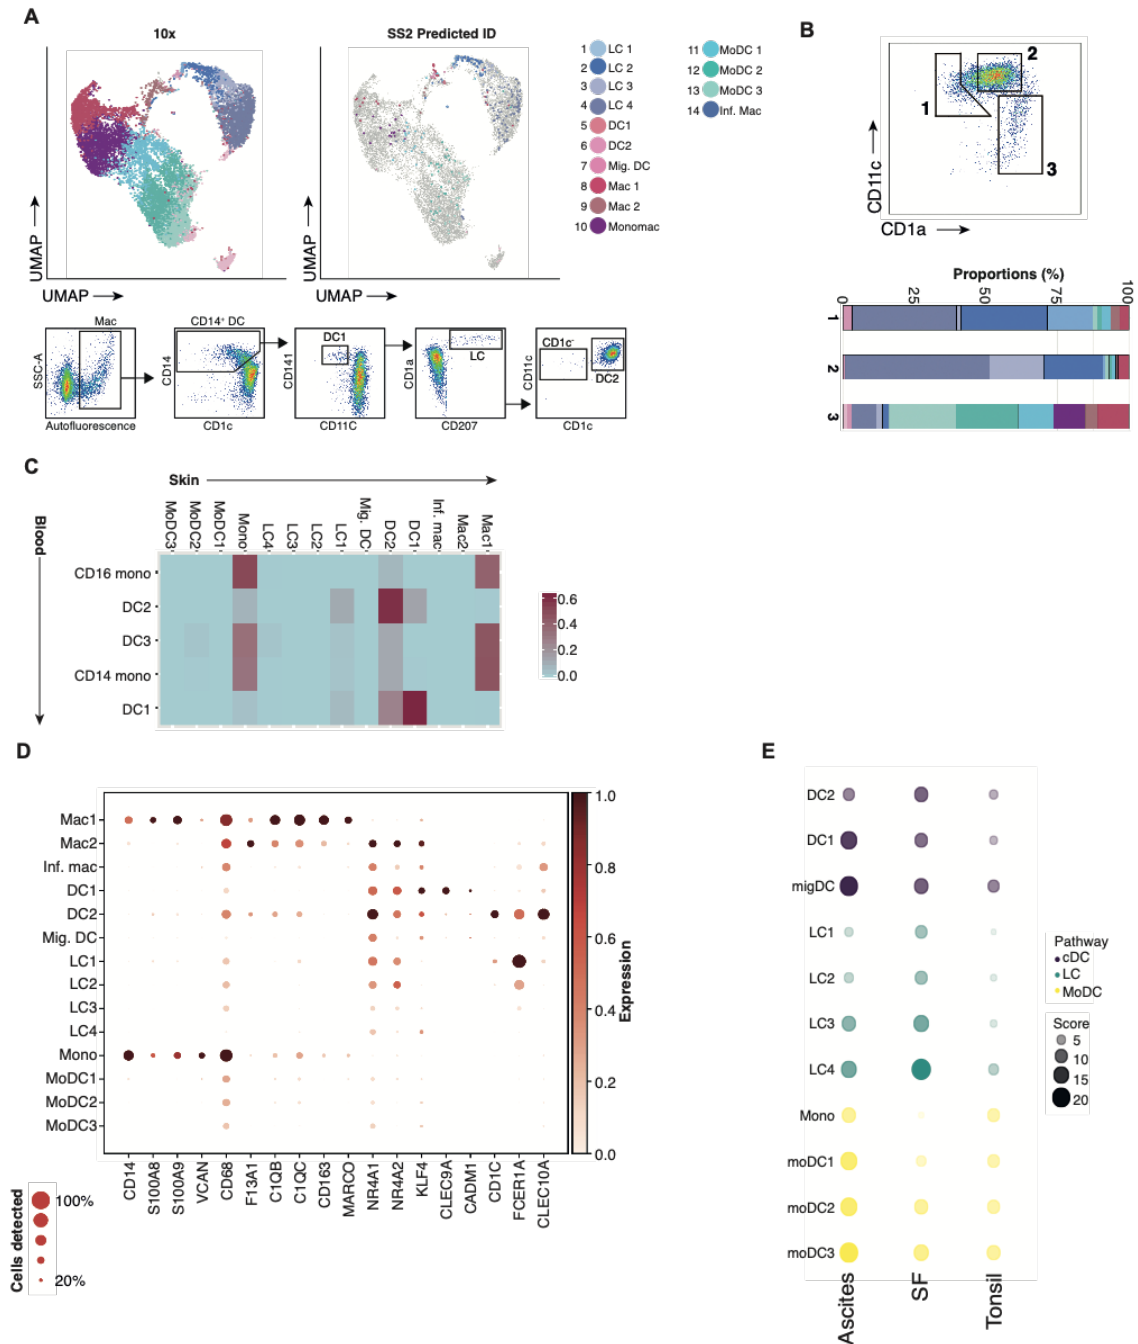 A
10x
SS2 Predicted ID
UMAP
UMAP
UMAP
UMAP
1 LC 1
2 LC 2
3 LC 3
4 LC 4
5 DC1
6 DC2
7 Mig. DC
8 Mac 1
9 Mac 2
10 Monomac
11 MoDC 1
12 MoDC 2
13 MoDC 3
14 Inf. Mac
Mac
SSC-A
Autofluorescence
CD14⁺ DC
CD14
CD1c
DC1
CD141
CD11C
LC
CD1a
CD207
CD1c⁻
DC2
CD11c
CD1c
B
1
2
3
CD11c
CD1a
Proportions (%)
0 25 50 75 100
1
2
3
C
Skin
Blood
MoDC3 MoDC2 MoDC1 Mono LC4 LC3 LC2 LC1 Mig. DC DC2 DC1 Inf. mac Mac2 Mac1
CD16 mono
DC2
DC3
CD14 mono
DC1
0.6
0.4
0.2
0.0
D
Mac1
Mac2
Inf. mac
DC1
DC2
Mig. DC
LC1
LC2
LC3
LC4
Mono
MoDC1
MoDC2
MoDC3
CD14 S100A8 S100A9 VCAN CD68 F13A1 C1QB C1QC CD163 MARCO NR4A1 NR4A2 KLF4 CLEC9A CADM1 CD1C FCER1A CLEC10A
1.0
0.8
0.6
0.4
0.2
0.0
Expression
Cells detected
100%
20%
E
DC2
DC1
migDC
LC1
LC2
LC3
LC4
Mono
moDC1
moDC2
moDC3
Ascites SF Tonsil
Pathway
cDC
LC
MoDC
Score
5
10
15
20